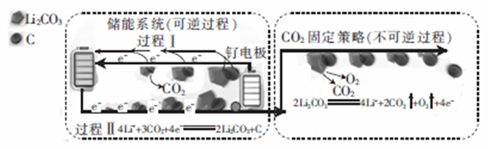 Li₂CO₃
C
储能系统(可逆过程)
过程Ⅰ
e⁻ e⁻ e⁻
钌电极
CO₂
e⁻ e⁻ e⁻ e⁻
过程Ⅱ 4Li⁺+3CO₂+4e⁻══2Li₂CO₃+C
CO₂固定策略(不可逆过程)
O₂
CO₂
2Li₂CO₃══4Li⁺+2CO₂↑+O₂↑+4e⁻